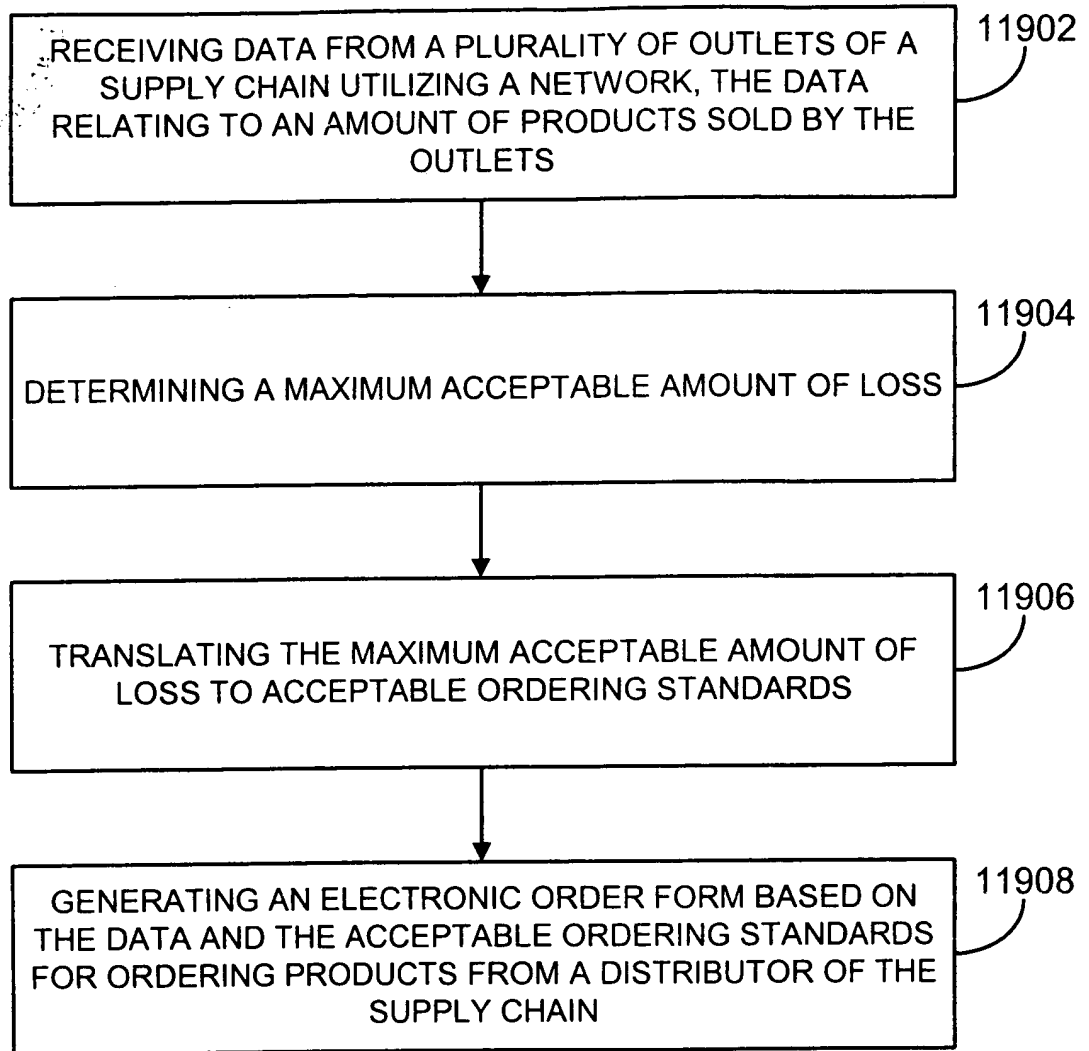 RECEIVING DATA FROM A PLURALITY OF OUTLETS OF A
SUPPLY CHAIN UTILIZING A NETWORK, THE DATA
RELATING TO AN AMOUNT OF PRODUCTS SOLD BY THE
OUTLETS
11902
DETERMINING A MAXIMUM ACCEPTABLE AMOUNT OF LOSS
11904
TRANSLATING THE MAXIMUM ACCEPTABLE AMOUNT OF
LOSS TO ACCEPTABLE ORDERING STANDARDS
11906
GENERATING AN ELECTRONIC ORDER FORM BASED ON
THE DATA AND THE ACCEPTABLE ORDERING STANDARDS
FOR ORDERING PRODUCTS FROM A DISTRIBUTOR OF THE
SUPPLY CHAIN
11908